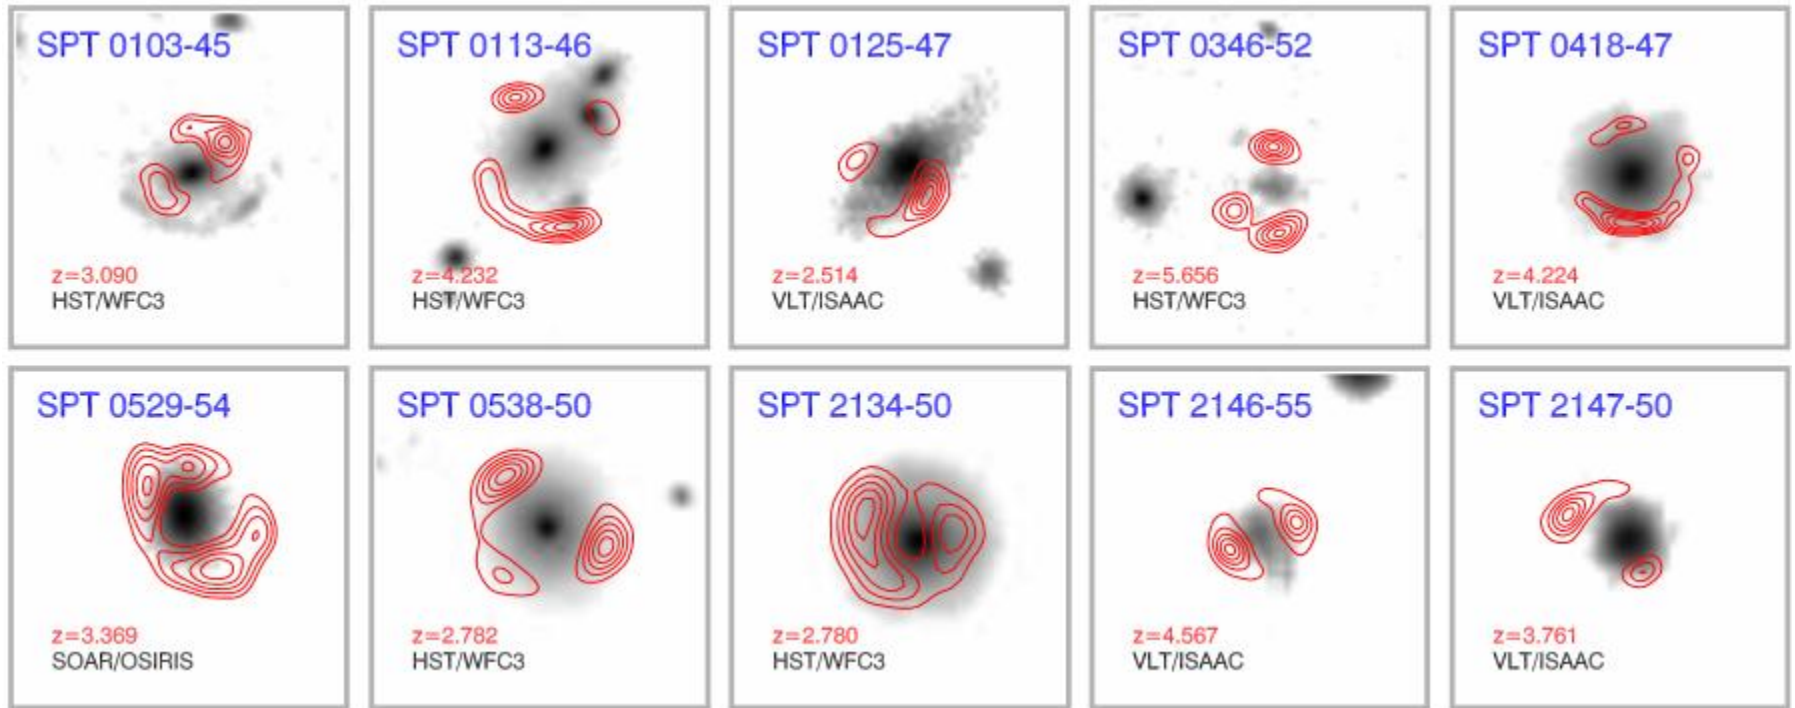 SPT 0103-45
z=3.090
HST/WFC3
SPT 0113-46
z=4.232
HST/WFC3
SPT 0125-47
z=2.514
VLT/ISAAC
SPT 0346-52
z=5.656
HST/WFC3
SPT 0418-47
z=4.224
VLT/ISAAC
SPT 0529-54
z=3.369
SOAR/OSIRIS
SPT 0538-50
z=2.782
HST/WFC3
SPT 2134-50
z=2.780
HST/WFC3
SPT 2146-55
z=4.567
VLT/ISAAC
SPT 2147-50
z=3.761
VLT/ISAAC